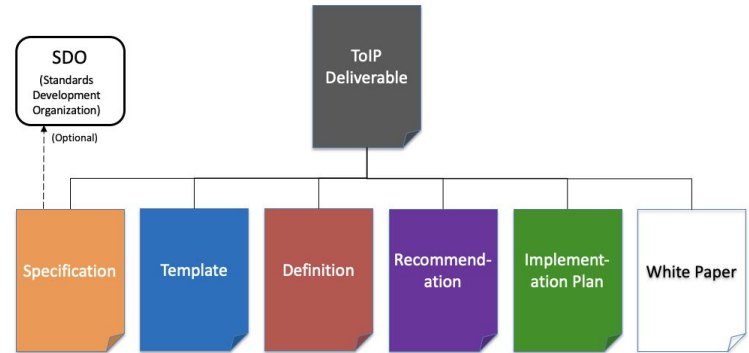 SDO
(Standards
Development
Organization)
(Optional)
ToIP
Deliverable
Specification
Template
Definition
Recommend-
ation
Implement-
ation Plan
White Paper